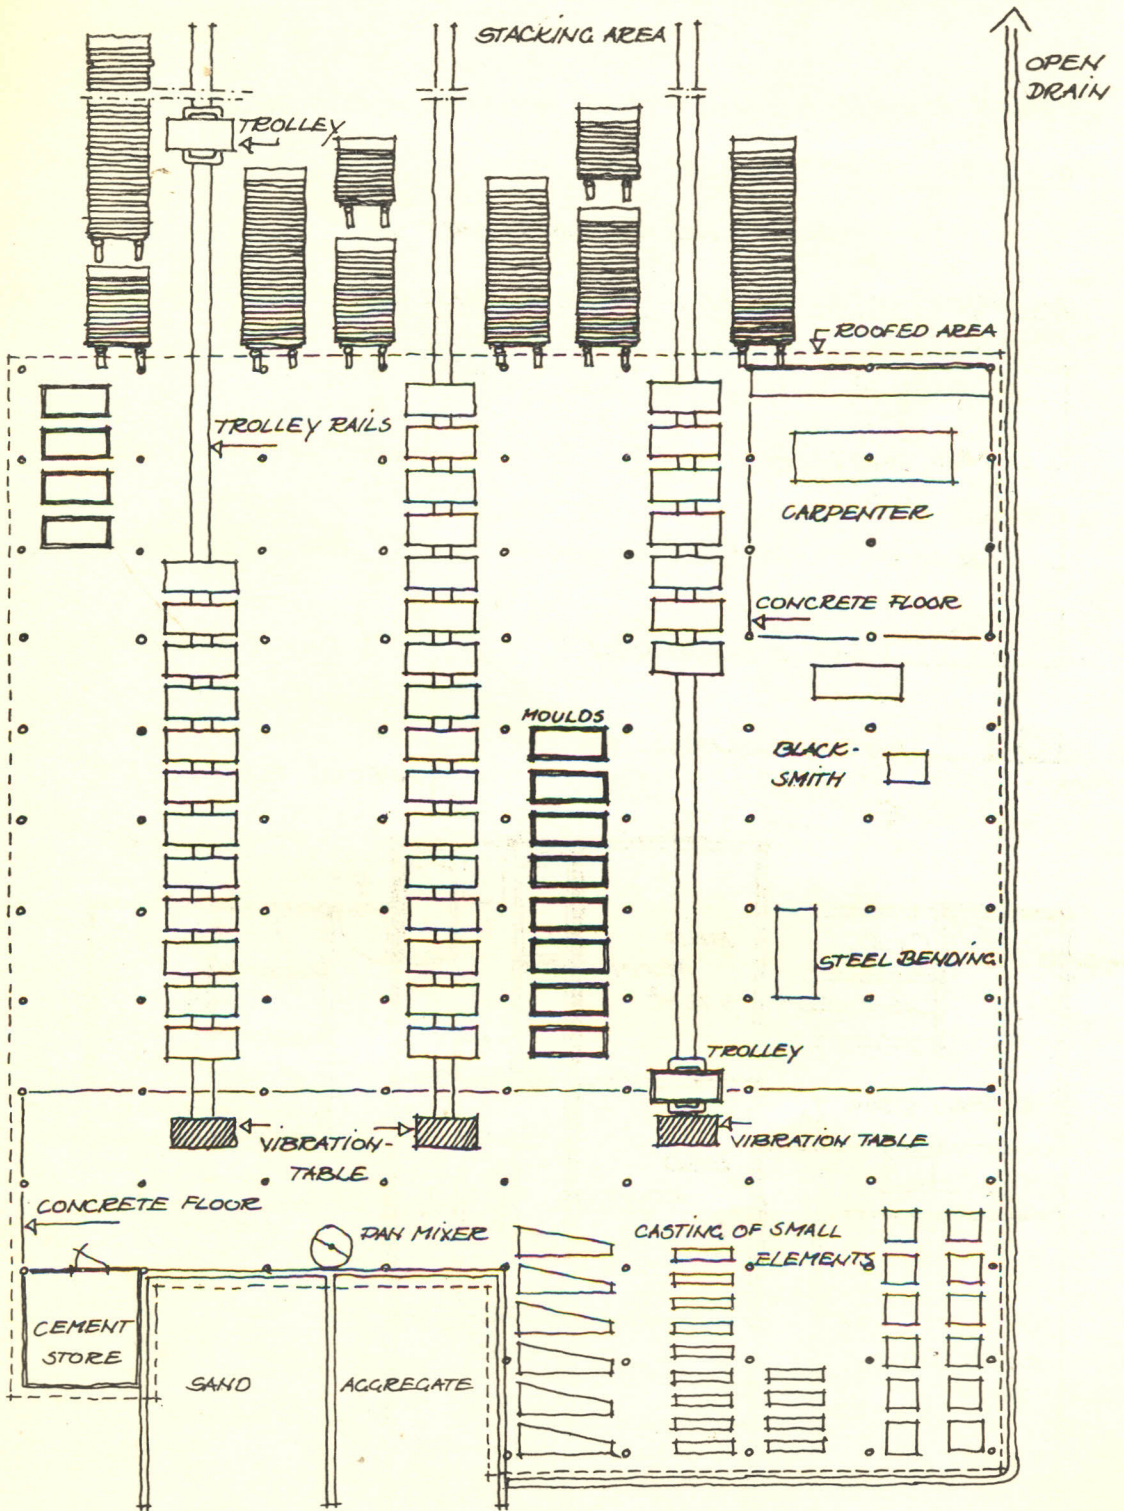 STACKING AREA
OPEN
DRAIN
TROLLEY
ROOFED AREA
TROLLEY RAILS
CARPENTER
CONCRETE FLOOR
MOULDS
BLACK-
SMITH
STEEL BENDING
TROLLEY
VIBRATION-
TABLE
VIBRATION TABLE
CONCRETE FLOOR
PAN MIXER
CASTING OF SMALL
ELEMENTS
CEMENT
STORE
SAND
AGGREGATE